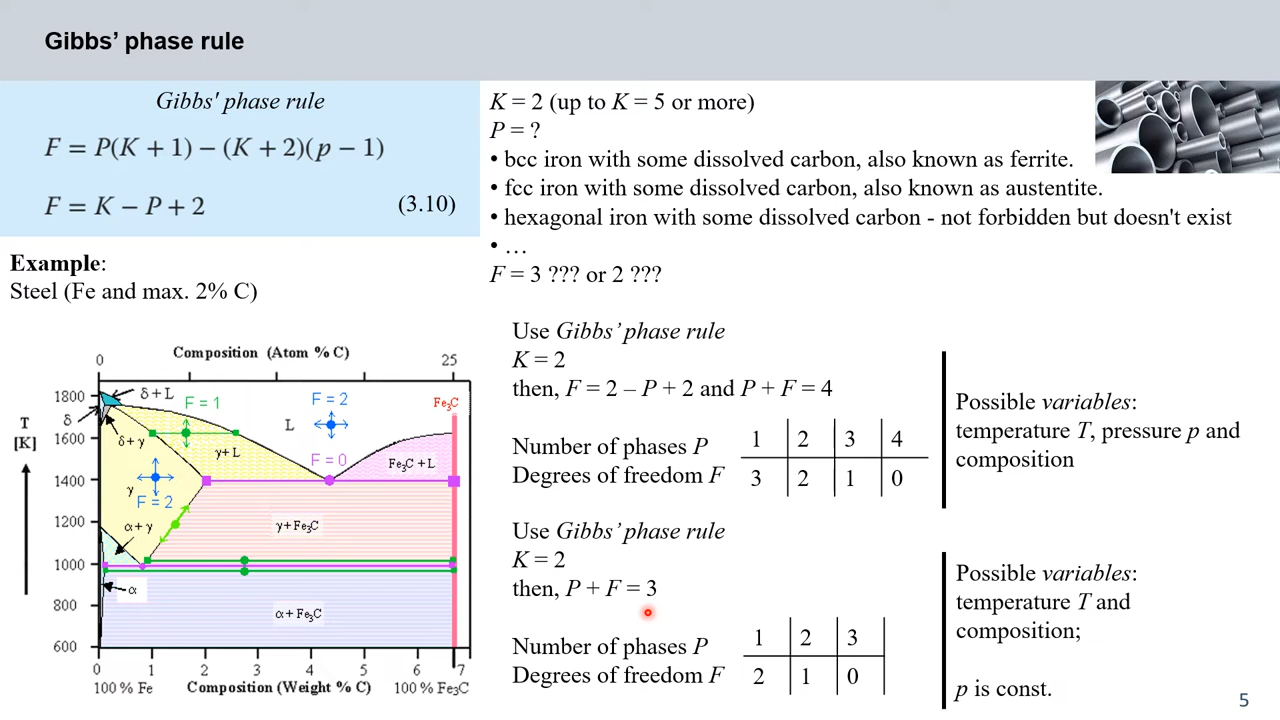 Gibbs’ phase rule
Gibbs' phase rule
F = P(K + 1) − (K + 2)(p − 1)
F = K − P + 2
(3.10)
Example:
Steel (Fe and max. 2% C)
K = 2 (up to K = 5 or more)
P = ?
• bcc iron with some dissolved carbon, also known as ferrite.
• fcc iron with some dissolved carbon, also known as austentite.
• hexagonal iron with some dissolved carbon - not forbidden but doesn't exist
• …
F = 3 ??? or 2 ???
Composition (Atom % C)
0
25
T
[K]
1800
1600
1400
1200
1000
800
600
δ
δ + L
F = 1
F = 2
L
Fe₃C
δ+γ
γ+L
F=0
Fe₃C + L
γ
F = 2
α + γ
γ+Fe₃C
α
α + Fe₃C
0 1 2 3 4 5 6 7
100 % Fe
Composition (Weight % C)
100 % Fe₃C
Use Gibbs’ phase rule
K = 2
then, F = 2 – P + 2 and P + F = 4
Number of phases P 1 2 3 4
Degrees of freedom F 3 2 1 0
Possible variables:
temperature T, pressure p and
composition
Use Gibbs’ phase rule
K = 2
then, P + F = 3
Number of phases P 1 2 3
Degrees of freedom F 2 1 0
Possible variables:
temperature T and
composition;
p is const.
5